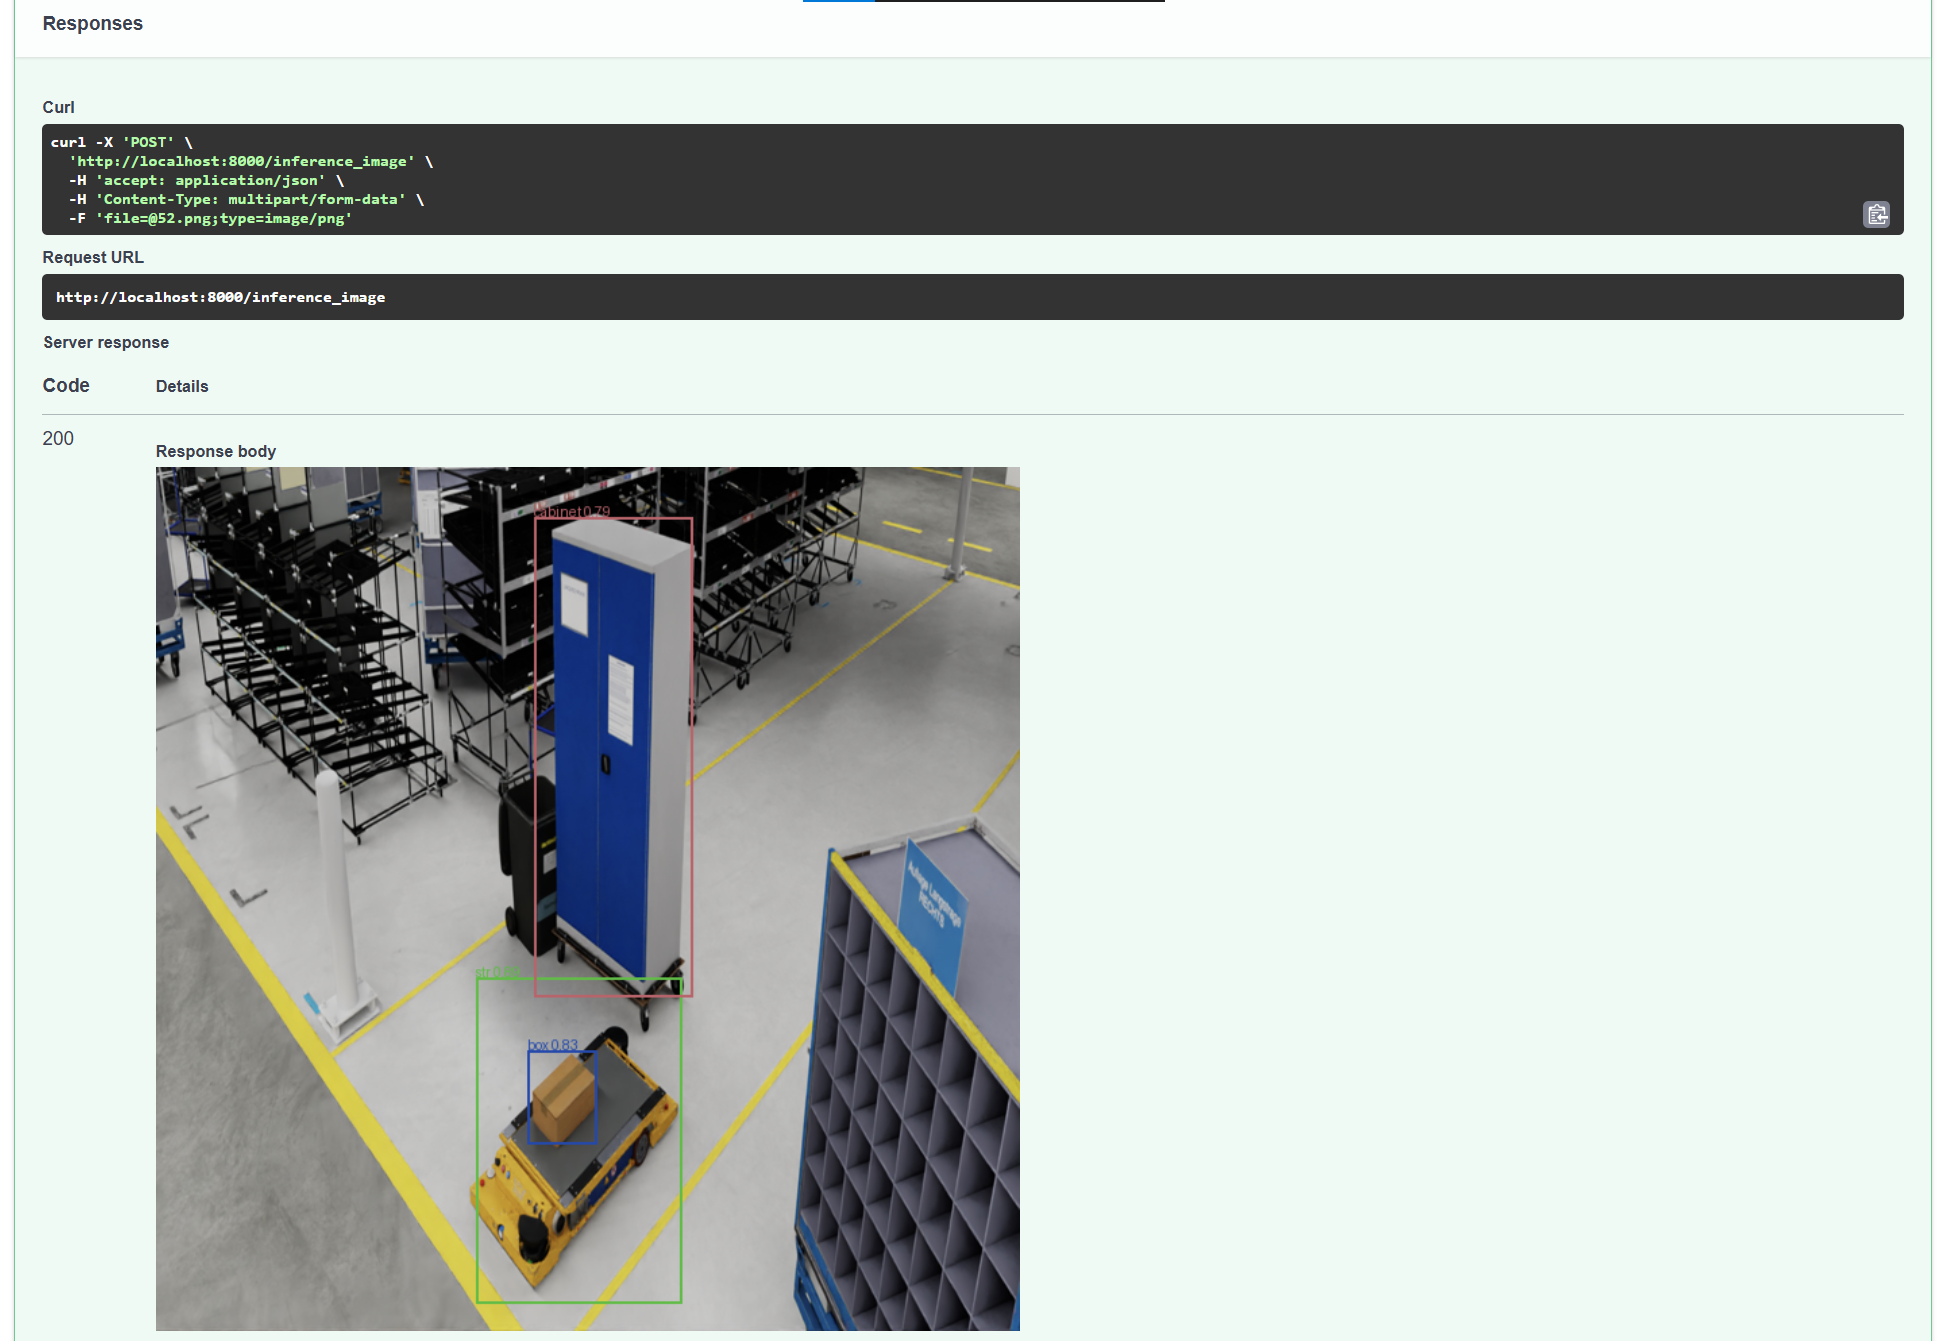 Responses
Curl
curl -X 'POST' \
'http://localhost:8000/inference_image' \
-H 'accept: application/json' \
-H 'Content-Type: multipart/form-data' \
-F 'file=@52.png;type=image/png'
Request URL
http://localhost:8000/inference_image
Server response
Code
Details
200
Response body
cabinet0.79
RECHTS
str
box 0.83